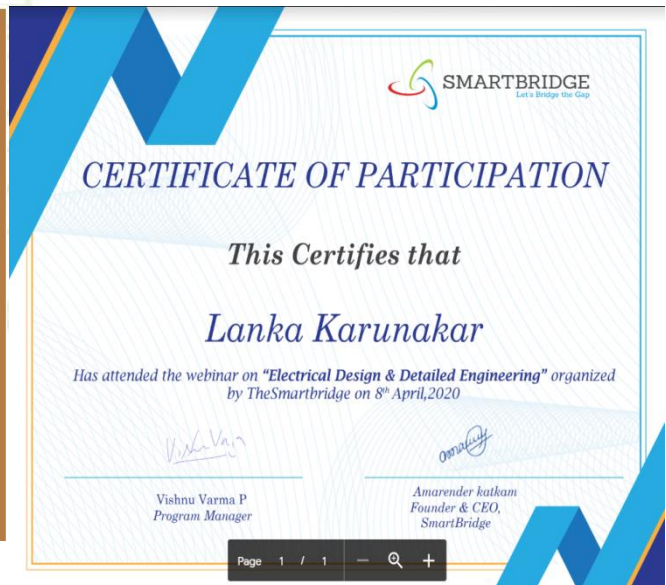 SMARTBRIDGE
Let's Bridge the Gap
CERTIFICATE OF PARTICIPATION
This Certifies that
Lanka Karunakar
Has attended the webinar on "Electrical Design & Detailed Engineering" organized
by TheSmartbridge on 8th April,2020
Vishnu Varma P
Program Manager
Amarender katkam
Founder & CEO,
SmartBridge
Page 1 / 1